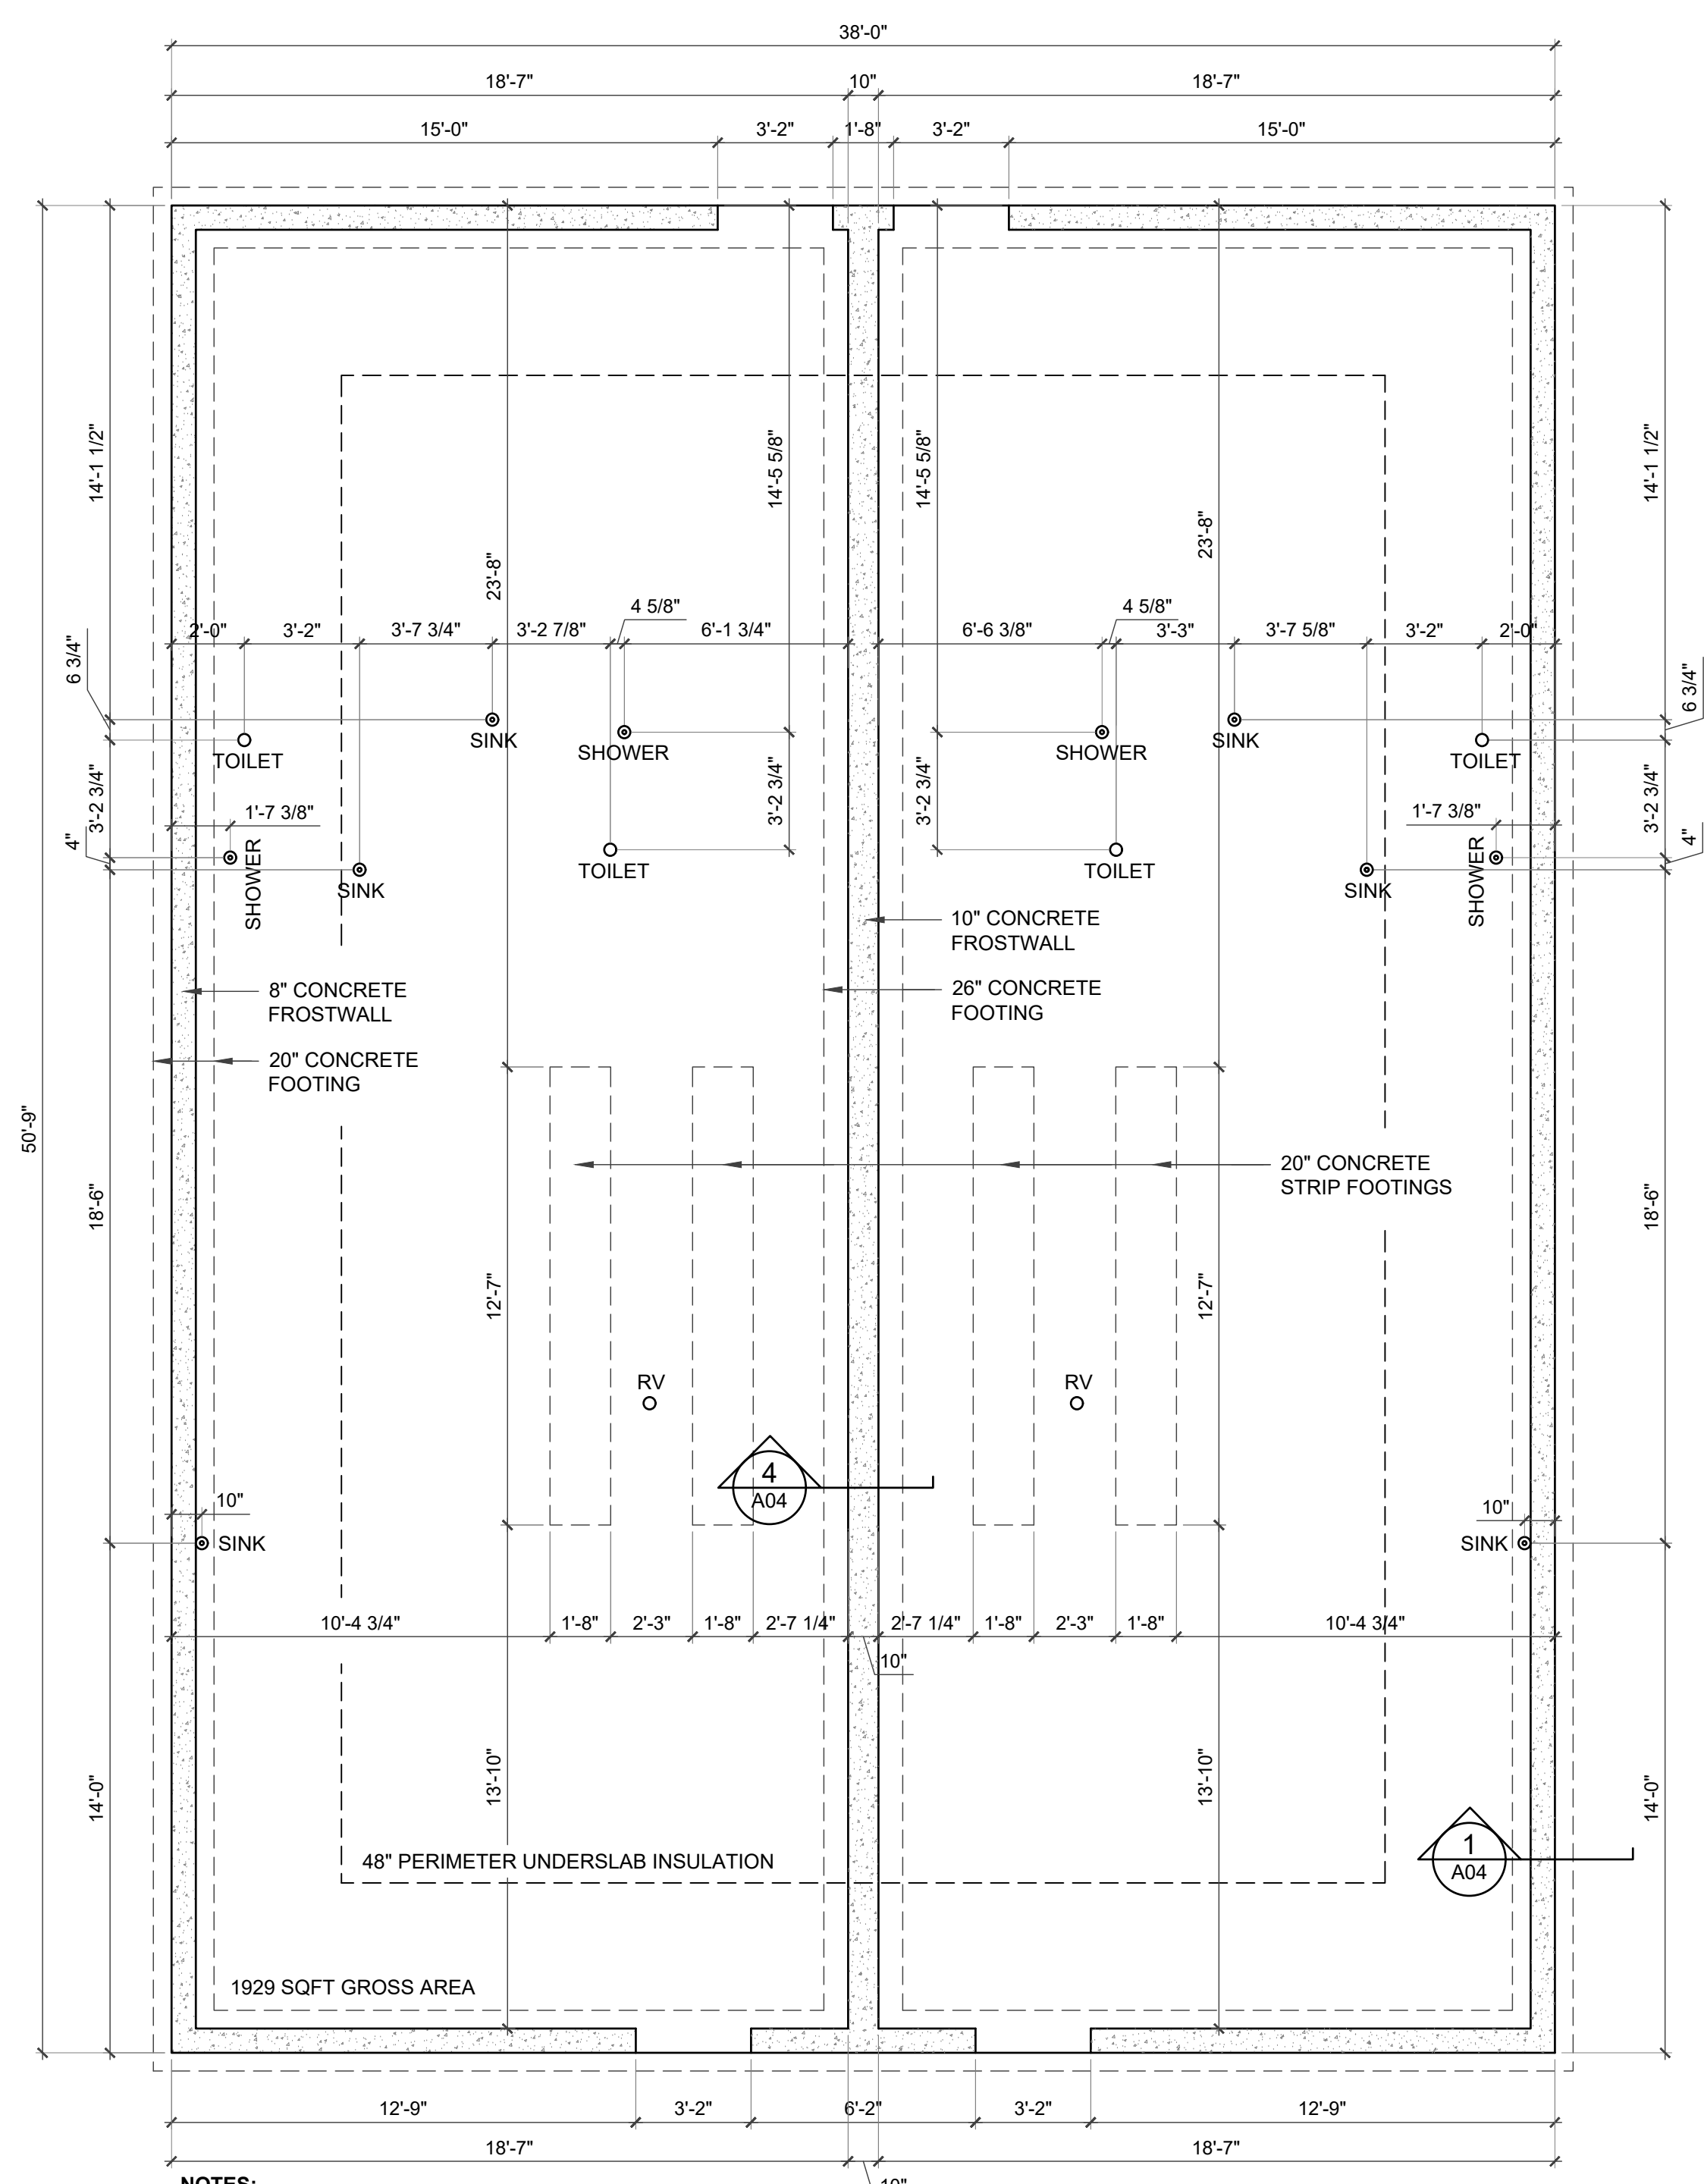 38'-0"
18'-7" 10" 18'-7"
15'-0" 3'-2" 1'-8" 3'-2" 15'-0"
14'-1 1/2" 14'-5 5/8" 14'-5 5/8" 14'-1 1/2"
23'-8" 23'-8"
4 5/8" 4 5/8"
2'-0" 3'-2" 3'-7 3/4" 3'-2 7/8" 6'-1 3/4" 6'-6 3/8" 3'-3" 3'-7 5/8" 3'-2" 2'-0"
6 3/4" 6 3/4"
SINK SINK
TOILET SHOWER SHOWER TOILET
3'-2 3/4" 3'-2 3/4" 3'-2 3/4" 3'-2 3/4"
1'-7 3/8" 1'-7 3/8"
4" 4"
SHOWER SHOWER
SINK TOILET TOILET SINK
10" CONCRETE
FROSTWALL
8" CONCRETE
FROSTWALL
26" CONCRETE
FOOTING
20" CONCRETE
FOOTING
50'-9"
20" CONCRETE
STRIP FOOTINGS
18'-6" 18'-6"
12'-7" 12'-7"
RV RV
4
A04
10" 10"
SINK SINK
10'-4 3/4" 1'-8" 2'-3" 1'-8" 2'-7 1/4" 2'-7 1/4" 1'-8" 2'-3" 1'-8" 10'-4 3/4"
10"
13'-10" 13'-10"
14'-0" 14'-0"
1
A04
48" PERIMETER UNDERSLAB INSULATION
1929 SQFT GROSS AREA
12'-9" 3'-2" 6'-2" 3'-2" 12'-9"
18'-7" 18'-7"
NOTES:
10"